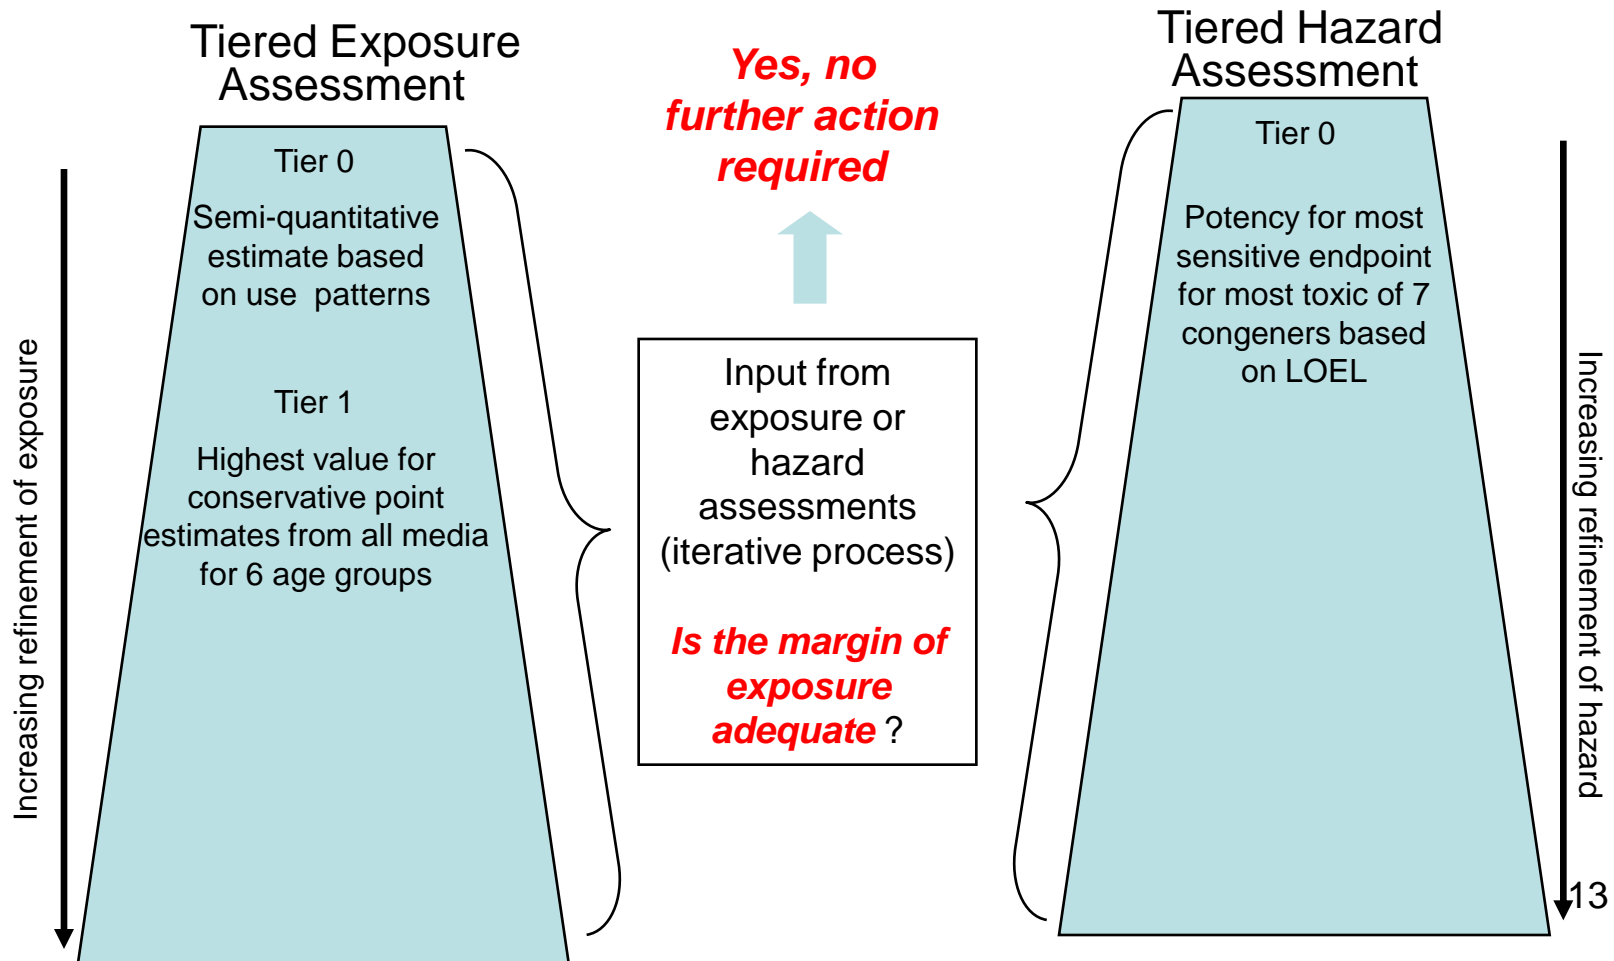 Tiered Exposure
Assessment
Tier 0
Semi-quantitative
estimate based
on use patterns
Tier 1
Highest value for
conservative point
estimates from all media
for 6 age groups
Increasing refinement of exposure
Yes, no
further action
required
Input from
exposure or
hazard
assessments
(iterative process)
Is the margin of
exposure
adequate ?
Tiered Hazard
Assessment
Tier 0
Potency for most
sensitive endpoint
for most toxic of 7
congeners based
on LOEL
Increasing refinement of hazard
13